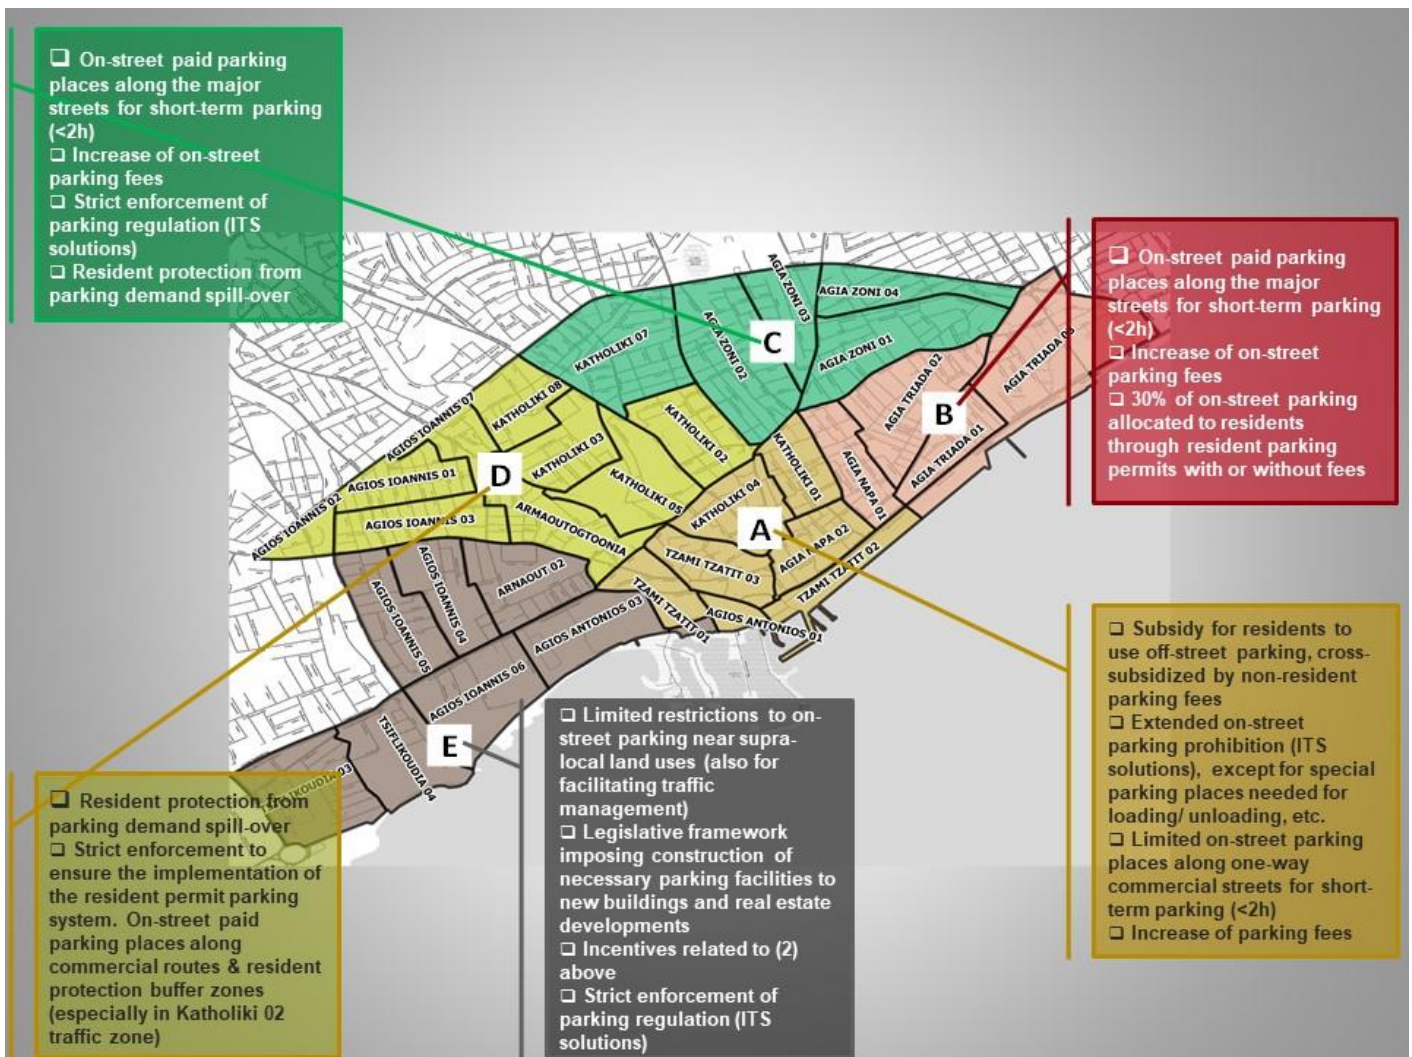 ❑ On-street paid parking
places along the major
streets for short-term parking
(<2h)
❑ Increase of on-street
parking fees
❑ Strict enforcement of
parking regulation (ITS
solutions)
❑ Resident protection from
parking demand spill-over
❑ On-street paid parking
places along the major
streets for short-term parking
(<2h)
❑ Increase of on-street
parking fees
❑ 30% of on-street parking
allocated to residents
through resident parking
permits with or without fees
AGIA ZONI 03
AGIA ZONI 04
KATHOLIKI 07
AGIA ZONI 02
C
AGIA ZONI 01
AGIA TRIADA 02
AGIA TRIADA 03
B
AGIOS IOANNIS 07
KATHOLIKI 08
KATHOLIKI 02
KATHOLIKI 03
KATHOLIKI 01
AGIA NAPA 01
AGIA TRIADA 01
AGIOS IOANNIS 01
D
KATHOLIKI 05
KATHOLIKI 04
AGIOS IOANNIS 02
AGIOS IOANNIS 03
ARMAOUTOGTOONIA
A
AGIA NAPA 02
TZAMI TZATIT 03
TZAMI TZATIT 02
AGIOS IOANNIS 04
ARNAOUT 02
AGIOS IOANNIS 05
AGIOS ANTONIOS 03
TZAMI TZATIT 01
AGIOS ANTONIOS 01
AGIOS IOANNIS 06
TSIFLIKOUDIA 04
E
❑ Subsidy for residents to
use off-street parking, cross-
subsidized by non-resident
parking fees
❑ Extended on-street
parking prohibition (ITS
solutions), except for special
parking places needed for
loading/ unloading, etc.
❑ Limited on-street parking
places along one-way
commercial streets for short-
term parking (<2h)
❑ Increase of parking fees
❑ Limited restrictions to on-
street parking near supra-
local land uses (also for
facilitating traffic
management)
❑ Legislative framework
imposing construction of
necessary parking facilities to
new buildings and real estate
developments
❑ Incentives related to (2)
above
❑ Strict enforcement of
parking regulation (ITS
solutions)
❑ Resident protection from
parking demand spill-over
❑ Strict enforcement to
ensure the implementation of
the resident permit parking
system. On-street paid
parking places along
commercial routes & resident
protection buffer zones
(especially in Katholiki 02
traffic zone)